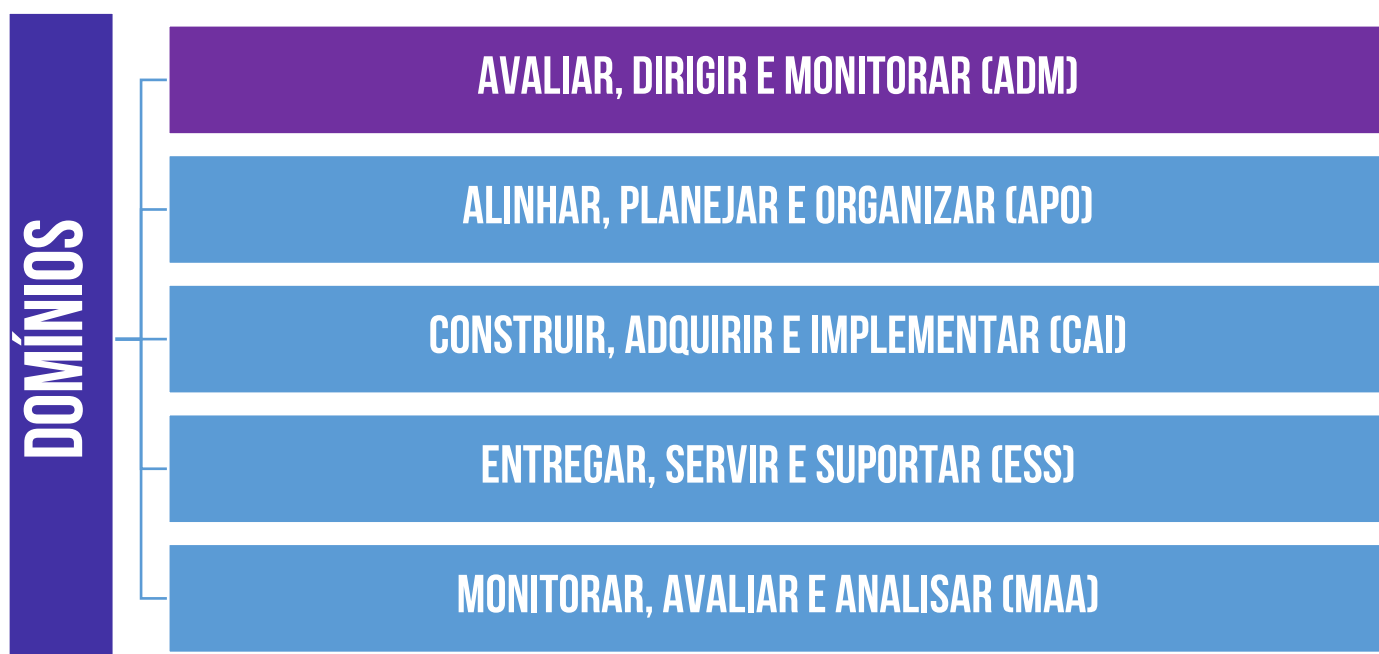 DOMÍNIOS
AVALIAR, DIRIGIR E MONITORAR (ADM)
ALINHAR, PLANEJAR E ORGANIZAR (APO)
CONSTRUIR, ADQUIRIR E IMPLEMENTAR (CAI)
ENTREGAR, SERVIR E SUPORTAR (ESS)
MONITORAR, AVALIAR E ANALISAR (MAA)